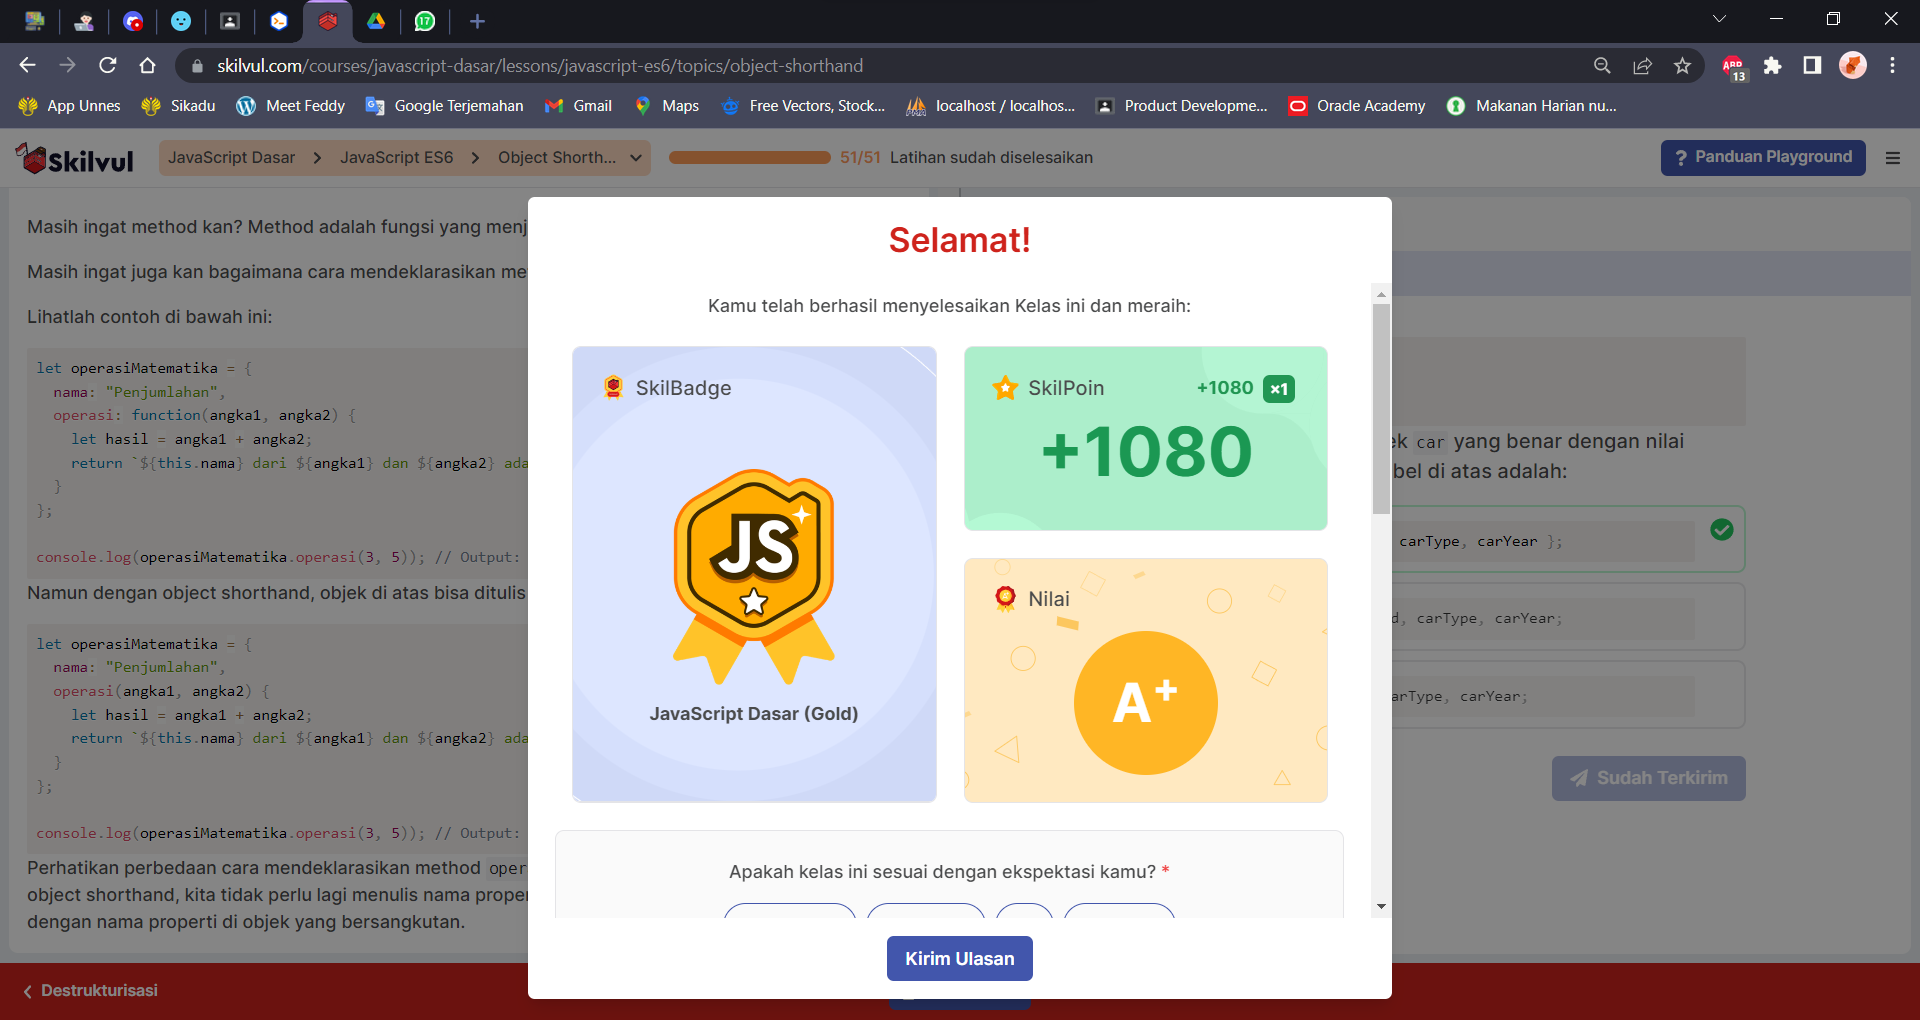 17
skilvul.com/courses/javascript-dasar/lessons/javascript-es6/topics/object-shorthand
ABP
13
App Unnes
Sikadu
Meet Feddy
Google Terjemahan
Gmail
Maps
Free Vectors, Stock...
localhost / localhos...
Product Developme...
Oracle Academy
Makanan Harian nu...
Skilvul
JavaScript Dasar > JavaScript ES6 > Object Shorth...
51/51 Latihan sudah diselesaikan
? Panduan Playground
Masih ingat method kan? Method adalah fungsi yang menj
Masih ingat juga kan bagaimana cara mendeklarasikan me
Lihatlah contoh di bawah ini:
let operasiMatematika = {
nama: "Penjumlahan",
operasi: function(angka1, angka2) {
let hasil = angka1 + angka2;
return `${this.nama} dari ${angka1} dan ${angka2} ada
}
};
console.log(operasiMatematika.operasi(3, 5)); // Output:
Namun dengan object shorthand, objek di atas bisa ditulis
let operasiMatematika = {
nama: "Penjumlahan",
operasi(angka1, angka2) {
let hasil = angka1 + angka2;
return `${this.nama} dari ${angka1} dan ${angka2} ada
}
};
console.log(operasiMatematika.operasi(3, 5)); // Output:
Perhatikan perbedaan cara mendeklarasikan method oper
object shorthand, kita tidak perlu lagi menulis nama proper
dengan nama properti di objek yang bersangkutan.
Selamat!
Kamu telah berhasil menyelesaikan Kelas ini dan meraih:
SkilBadge
JS
JavaScript Dasar (Gold)
SkilPoin
+1080 ×1
+1080
Nilai
A+
Apakah kelas ini sesuai dengan ekspektasi kamu? *
Kirim Ulasan
ek car yang benar dengan nilai
bel di atas adalah:
carType, carYear };
d, carType, carYear;
arType, carYear;
Sudah Terkirim
< Destrukturisasi